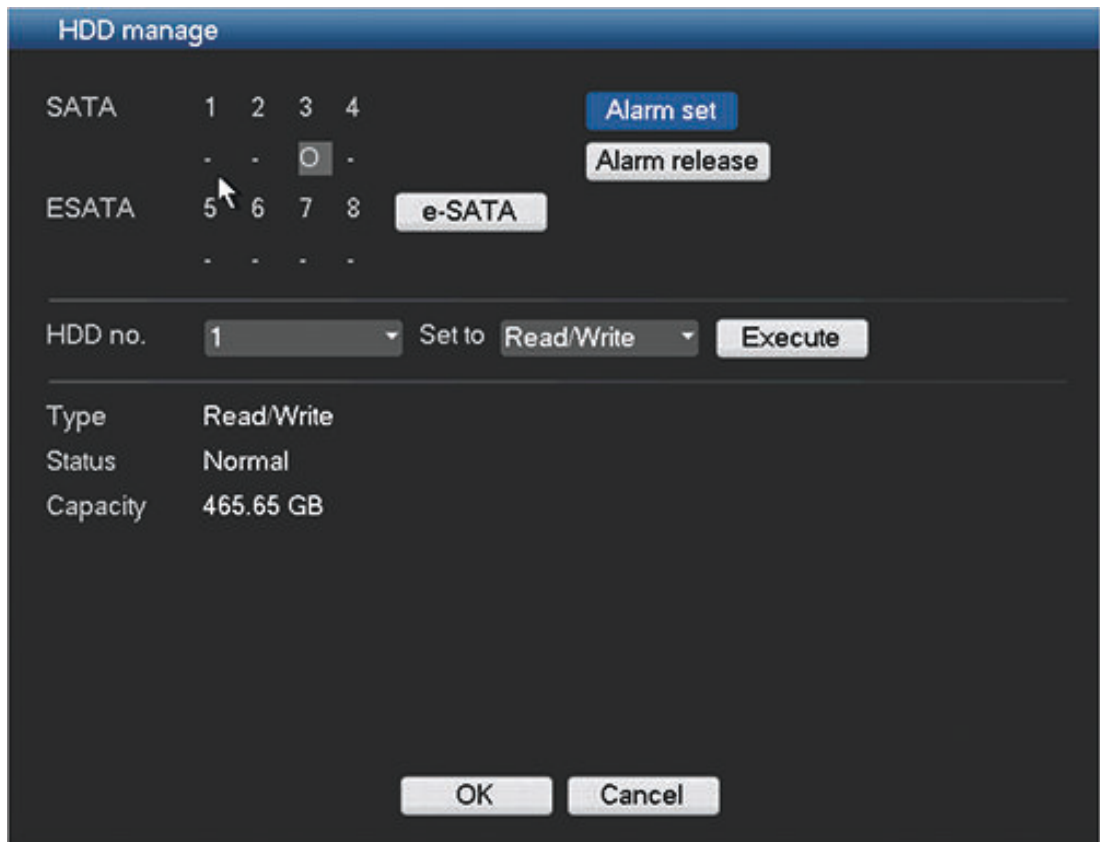 HDD manage
SATA 1 2 3 4 Alarm set
- - O - Alarm release
ESATA 5 6 7 8 e-SATA
- - - -
HDD no. 1 Set to Read/Write Execute
Type Read/Write
Status Normal
Capacity 465.65 GB
OK Cancel